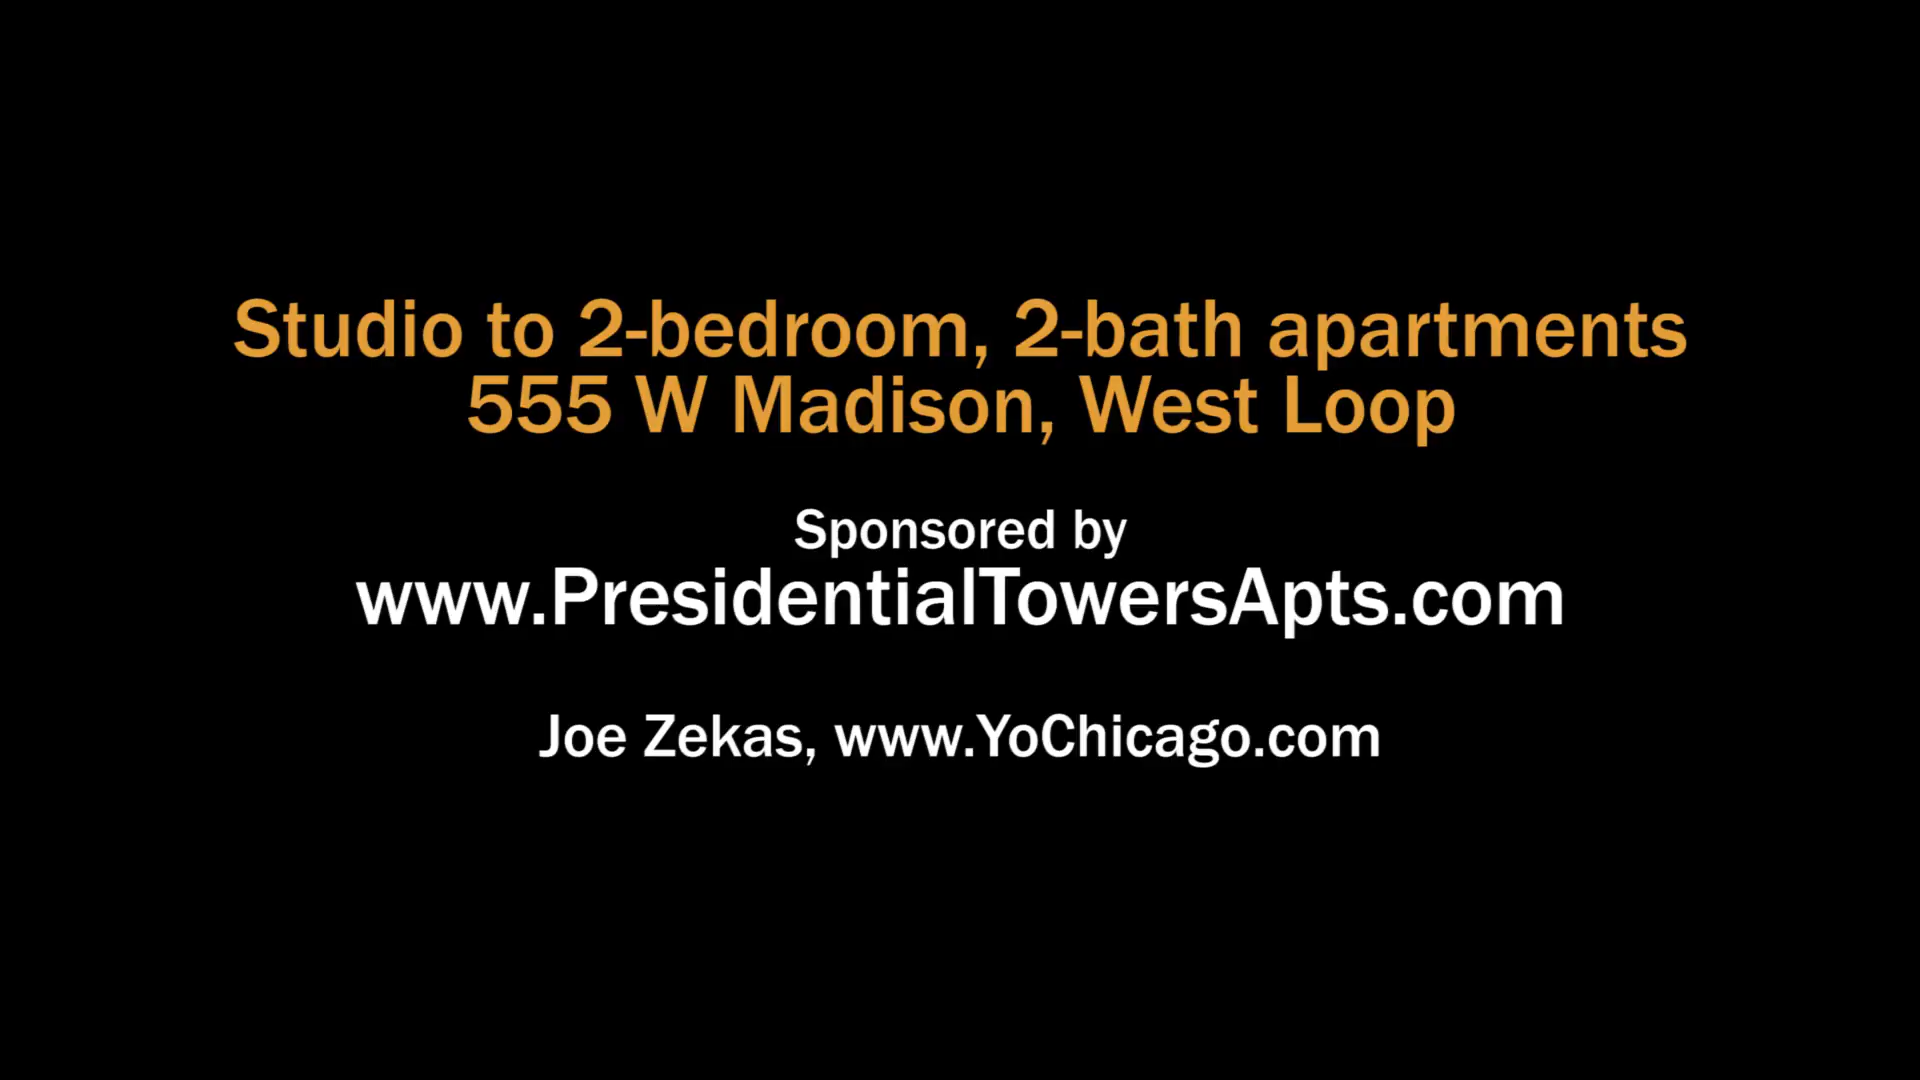 Studio to 2-bedroom, 2-bath apartments
555 W Madison, West Loop
Sponsored by
www.PresidentialTowersApts.com
Joe Zekas, www.YoChicago.com